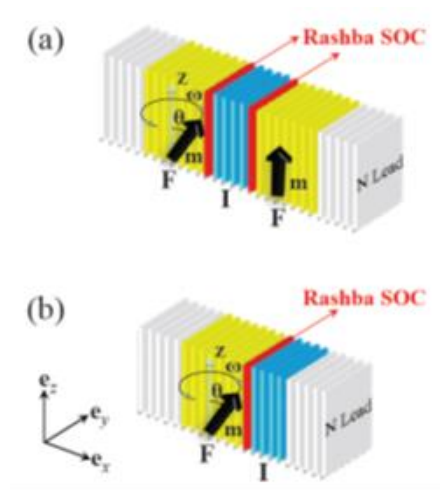 (a)
Rashba SOC
z
ω
θ
m
F
I
m
F
N Lead
(b)
Rashba SOC
z
ω
θ
m
F
I
N Lead
e_z
e_y
e_x